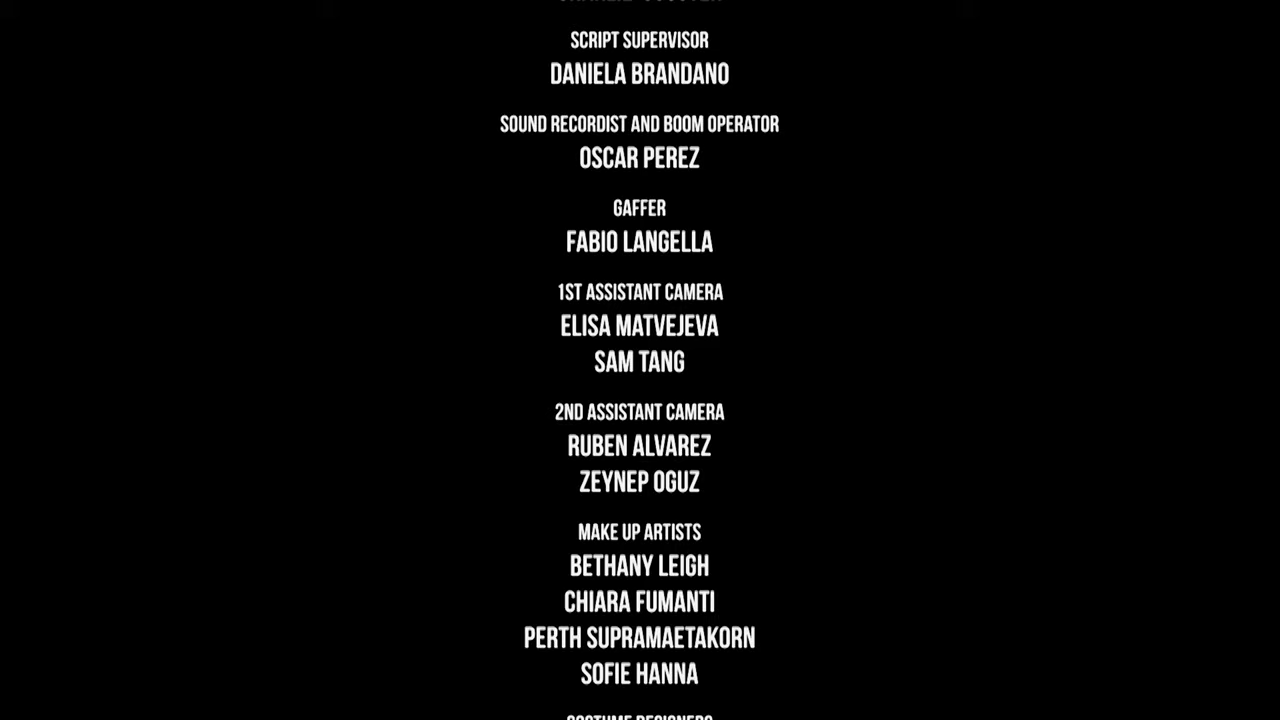 SCRIPT SUPERVISOR
DANIELA BRANDANO
SOUND RECORDIST AND BOOM OPERATOR
OSCAR PEREZ
GAFFER
FABIO LANGELLA
1ST ASSISTANT CAMERA
ELISA MATVEJEVA
SAM TANG
2ND ASSISTANT CAMERA
RUBEN ALVAREZ
ZEYNEP OGUZ
MAKE UP ARTISTS
BETHANY LEIGH
CHIARA FUMANTI
PERTH SUPRAMAETAKORN
SOFIE HANNA
COSTUME DESIGNERS